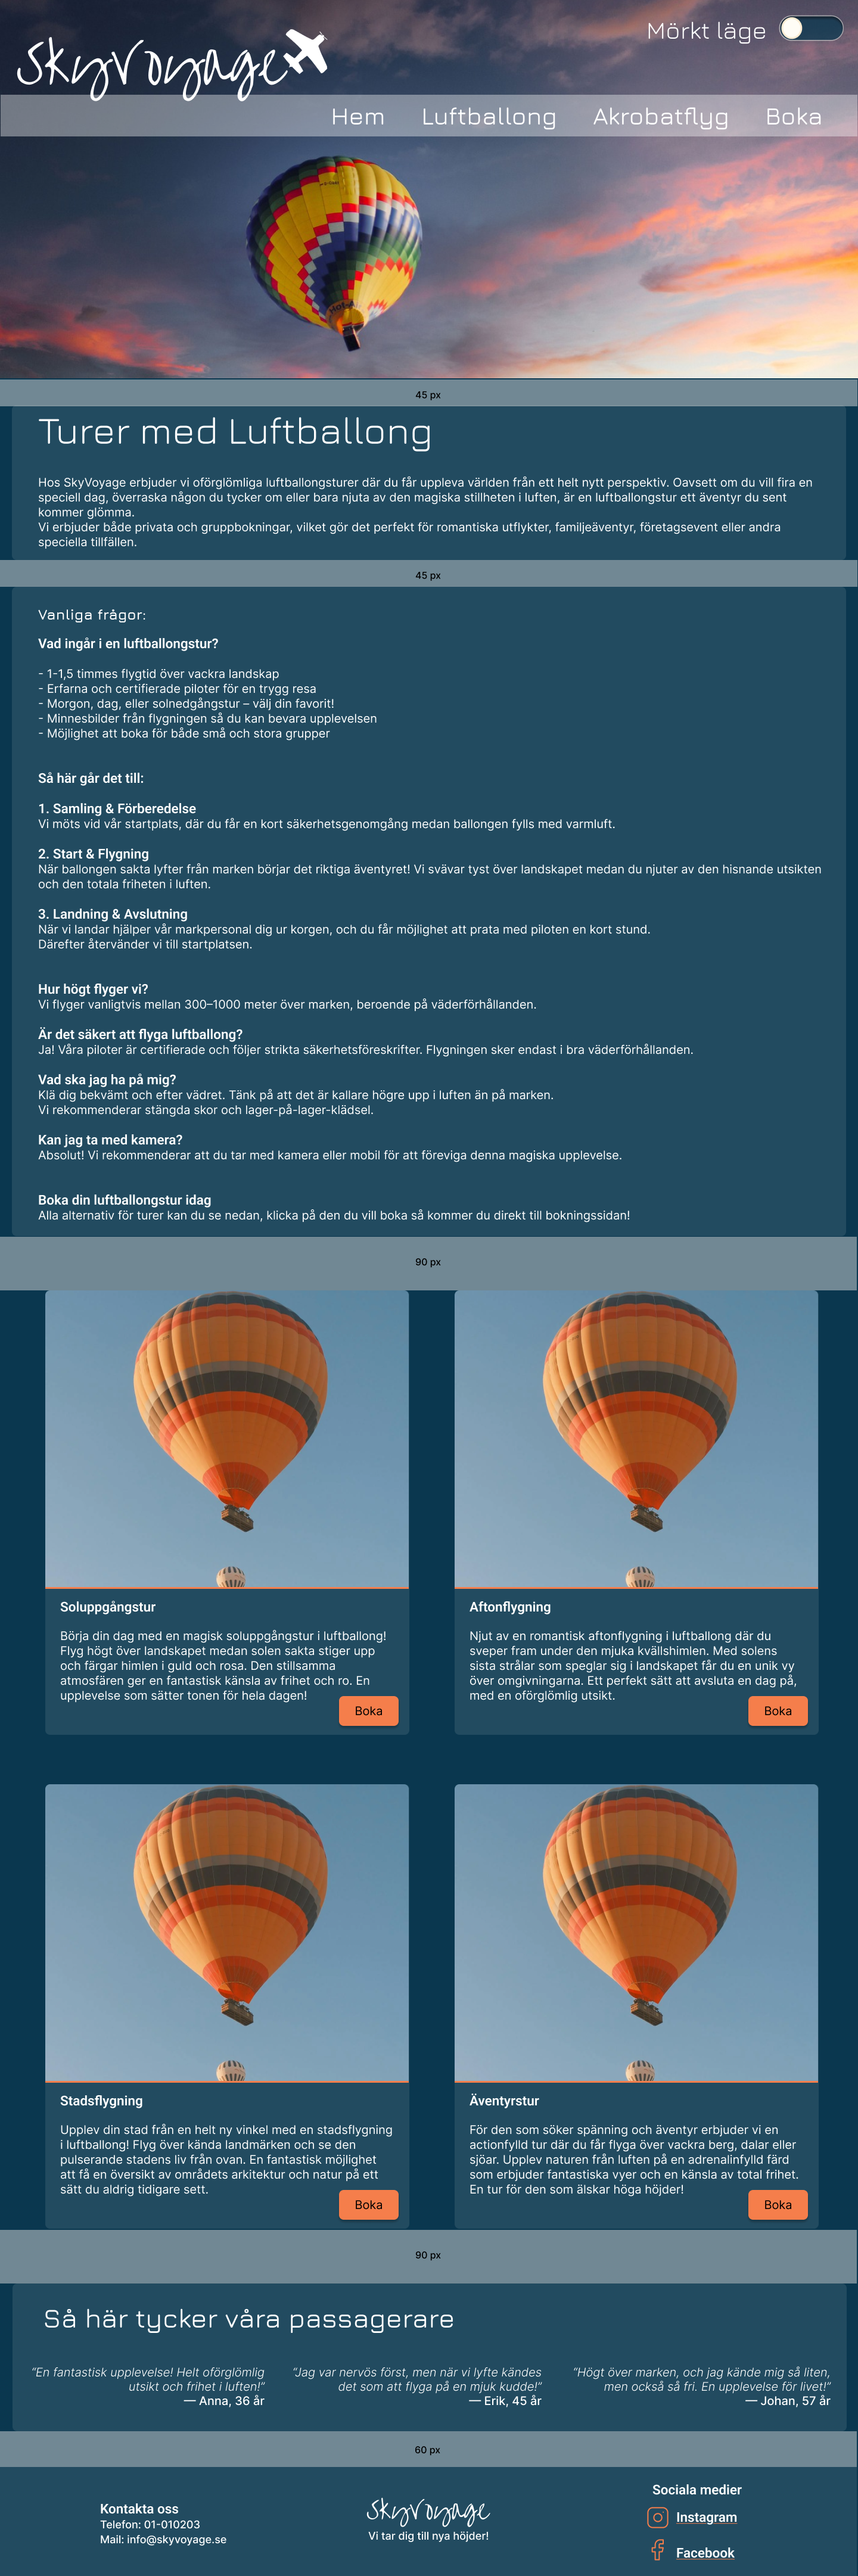 SkyVoyage
Mörkt läge
Hem Luftballong Akrobatflyg Boka
45 px
Turer med Luftballong
Hos SkyVoyage erbjuder vi oförglömliga luftballongsturer där du får uppleva världen från ett helt nytt perspektiv. Oavsett om du vill fira en
speciell dag, överraska någon du tycker om eller bara njuta av den magiska stillheten i luften, är en luftballongstur ett äventyr du sent
kommer glömma.
Vi erbjuder både privata och gruppbokningar, vilket gör det perfekt för romantiska utflykter, familjeäventyr, företagsevent eller andra
speciella tillfällen.
45 px
Vanliga frågor:
Vad ingår i en luftballongstur?
- 1-1,5 timmes flygtid över vackra landskap
- Erfarna och certifierade piloter för en trygg resa
- Morgon, dag, eller solnedgångstur – välj din favorit!
- Minnesbilder från flygningen så du kan bevara upplevelsen
- Möjlighet att boka för både små och stora grupper
Så här går det till:
1. Samling & Förberedelse
Vi möts vid vår startplats, där du får en kort säkerhetsgenomgång medan ballongen fylls med varmluft.
2. Start & Flygning
När ballongen sakta lyfter från marken börjar det riktiga äventyret! Vi svävar tyst över landskapet medan du njuter av den hisnande utsikten
och den totala friheten i luften.
3. Landning & Avslutning
När vi landar hjälper vår markpersonal dig ur korgen, och du får möjlighet att prata med piloten en kort stund.
Därefter återvänder vi till startplatsen.
Hur högt flyger vi?
Vi flyger vanligtvis mellan 300–1000 meter över marken, beroende på väderförhållanden.
Är det säkert att flyga luftballong?
Ja! Våra piloter är certifierade och följer strikta säkerhetsföreskrifter. Flygningen sker endast i bra väderförhållanden.
Vad ska jag ha på mig?
Klä dig bekvämt och efter vädret. Tänk på att det är kallare högre upp i luften än på marken.
Vi rekommenderar stängda skor och lager-på-lager-klädsel.
Kan jag ta med kamera?
Absolut! Vi rekommenderar att du tar med kamera eller mobil för att föreviga denna magiska upplevelse.
Boka din luftballongstur idag
Alla alternativ för turer kan du se nedan, klicka på den du vill boka så kommer du direkt till bokningssidan!
90 px
Soluppgångstur
Börja din dag med en magisk soluppgångstur i luftballong!
Flyg högt över landskapet medan solen sakta stiger upp
och färgar himlen i guld och rosa. Den stillsamma
atmosfären ger en fantastisk känsla av frihet och ro. En
upplevelse som sätter tonen för hela dagen!
Boka
Aftonflygning
Njut av en romantisk aftonflygning i luftballong där du
sveper fram under den mjuka kvällshimlen. Med solens
sista strålar som speglar sig i landskapet får du en unik vy
över omgivningarna. Ett perfekt sätt att avsluta en dag på,
med en oförglömlig utsikt.
Boka
Stadsflygning
Upplev din stad från en helt ny vinkel med en stadsflygning
i luftballong! Flyg över kända landmärken och se den
pulserande stadens liv från ovan. En fantastisk möjlighet
att få en översikt av områdets arkitektur och natur på ett
sätt du aldrig tidigare sett.
Boka
Äventyrstur
För den som söker spänning och äventyr erbjuder vi en
actionfylld tur där du får flyga över vackra berg, dalar eller
sjöar. Upplev naturen från luften på en adrenalinfylld färd
som erbjuder fantastiska vyer och en känsla av total frihet.
En tur för den som älskar höga höjder!
Boka
90 px
Så här tycker våra passagerare
"En fantastisk upplevelse! Helt oförglömlig
utsikt och frihet i luften!"
— Anna, 36 år
"Jag var nervös först, men när vi lyfte kändes
det som att flyga på en mjuk kudde!"
— Erik, 45 år
"Högt över marken, och jag kände mig så liten,
men också så fri. En upplevelse för livet!"
— Johan, 57 år
60 px
Kontakta oss
Telefon: 01-010203
Mail: info@skyvoyage.se
SkyVoyage
Vi tar dig till nya höjder!
Sociala medier
Instagram
Facebook